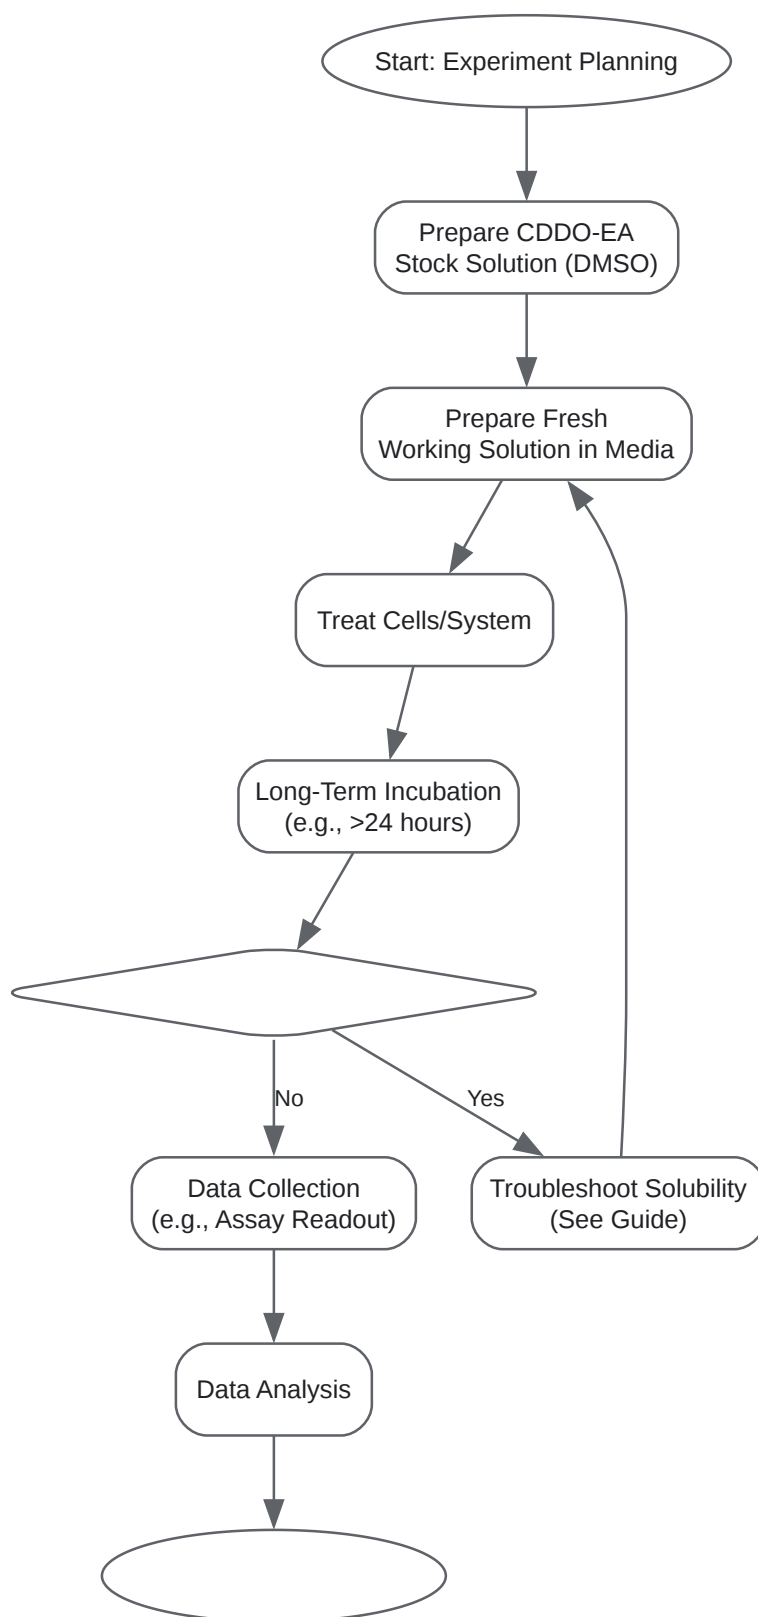 Start: Experiment Planning
Prepare CDDO-EA
Stock Solution (DMSO)
Prepare Fresh
Working Solution in Media
Treat Cells/System
Long-Term Incubation
(e.g., >24 hours)
No
Yes
Data Collection
(e.g., Assay Readout)
Troubleshoot Solubility
(See Guide)
Data Analysis